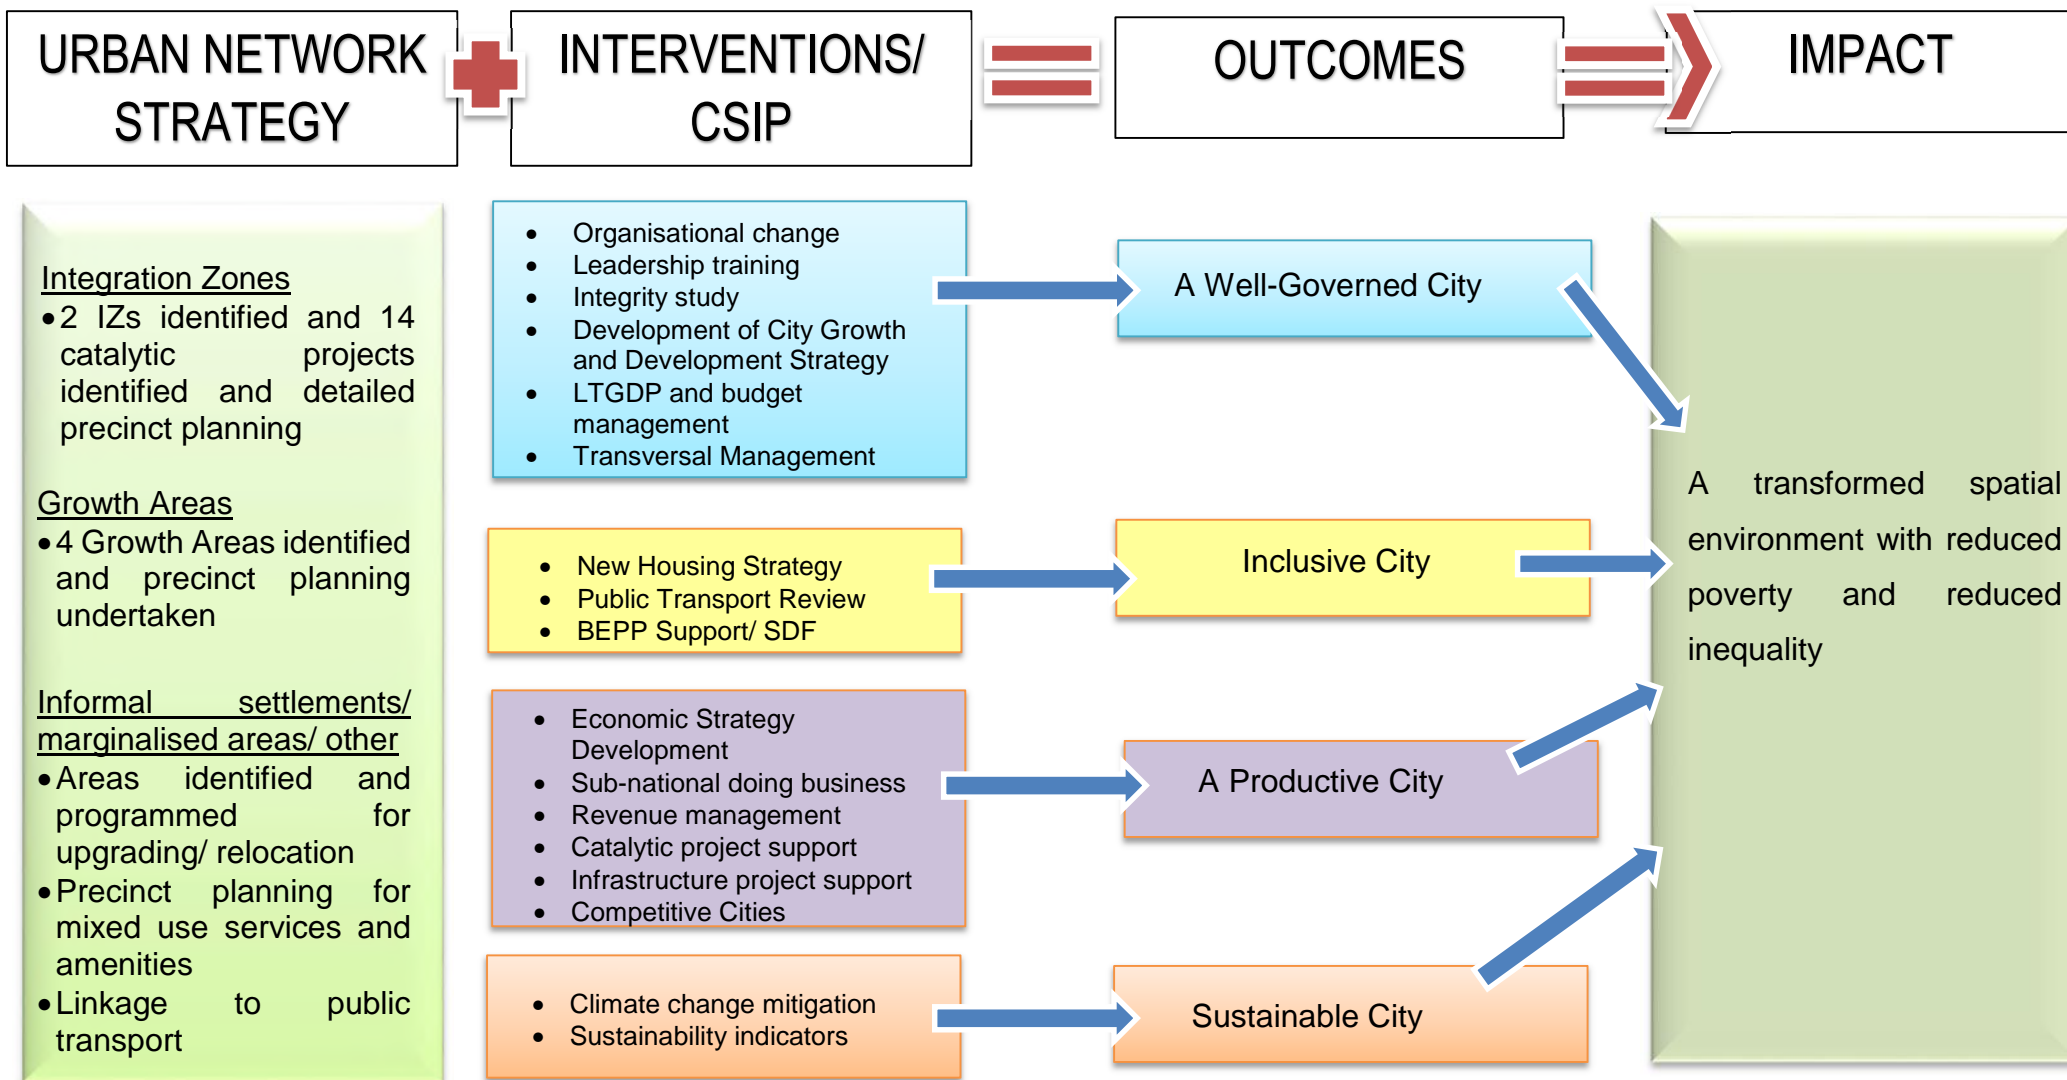 URBAN NETWORK
STRATEGY
INTERVENTIONS/
CSIP
OUTCOMES
IMPACT
Integration Zones
• 2 IZs identified and 14
catalytic projects
identified and detailed
precinct planning
Growth Areas
• 4 Growth Areas identified
and precinct planning
undertaken
Informal settlements/
marginalised areas/ other
• Areas identified and
programmed for
upgrading/ relocation
• Precinct planning for
mixed use services and
amenities
• Linkage to public
transport
• Organisational change
• Leadership training
• Integrity study
• Development of City Growth
and Development Strategy
• LTGDP and budget
management
• Transversal Management
• New Housing Strategy
• Public Transport Review
• BEPP Support/ SDF
• Economic Strategy
Development
• Sub-national doing business
• Revenue management
• Catalytic project support
• Infrastructure project support
• Competitive Cities
• Climate change mitigation
• Sustainability indicators
A Well-Governed City
Inclusive City
A Productive City
Sustainable City
A transformed spatial
environment with reduced
poverty and reduced
inequality